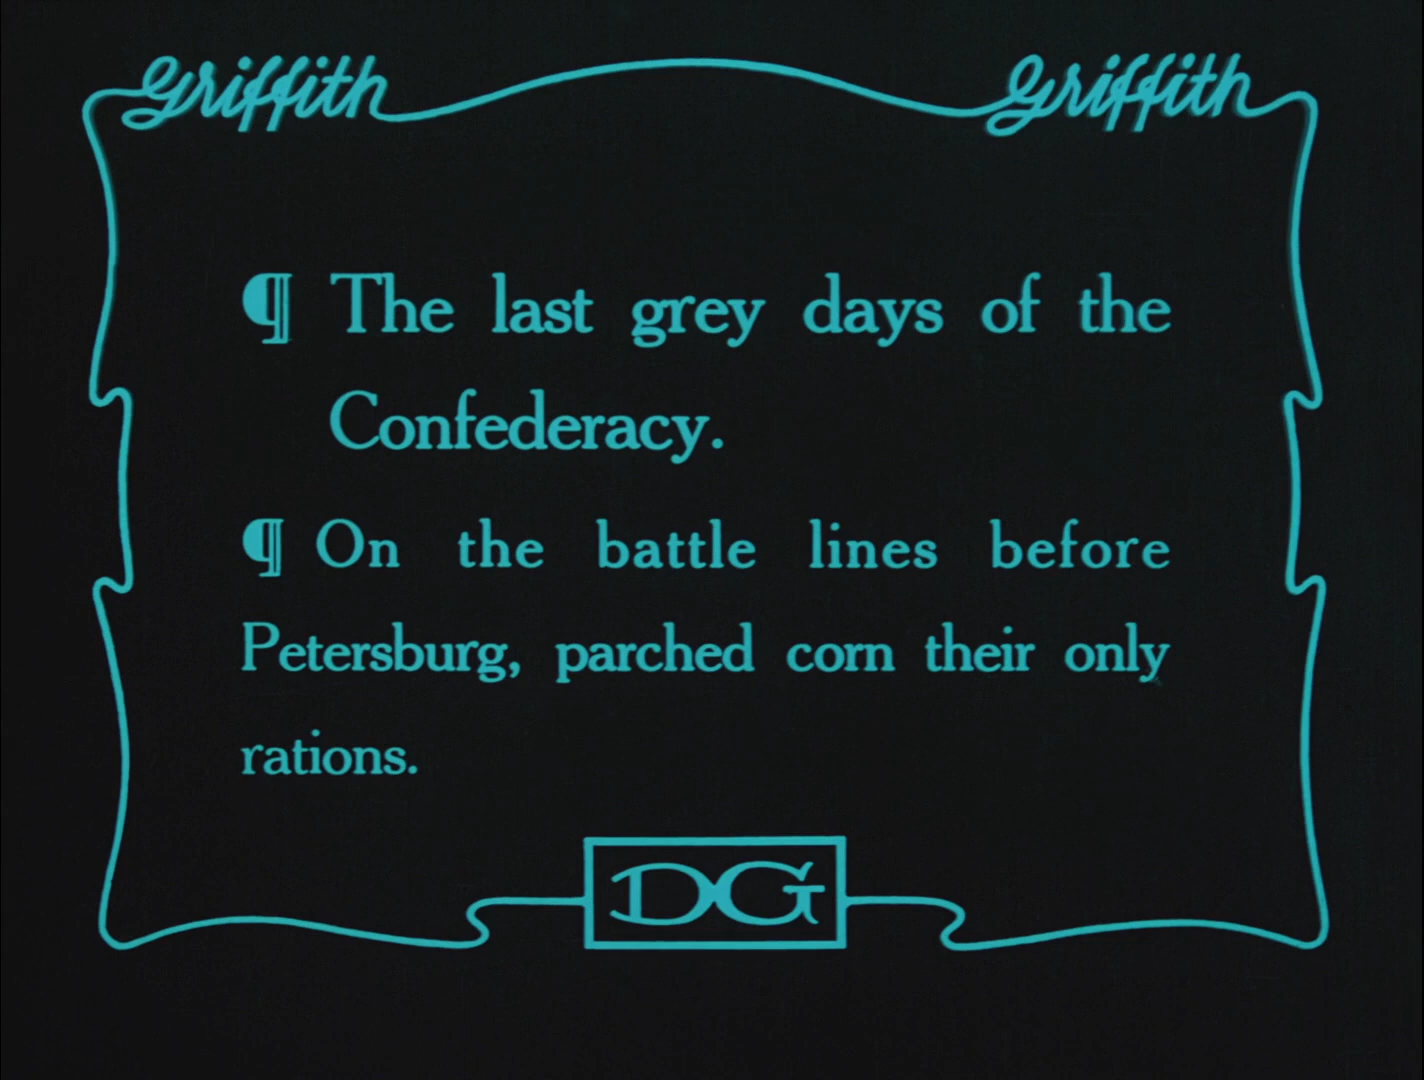 Griffith Griffith
¶ The last grey days of the
Confederacy.
¶ On the battle lines before
Petersburg, parched corn their only
rations.
DG